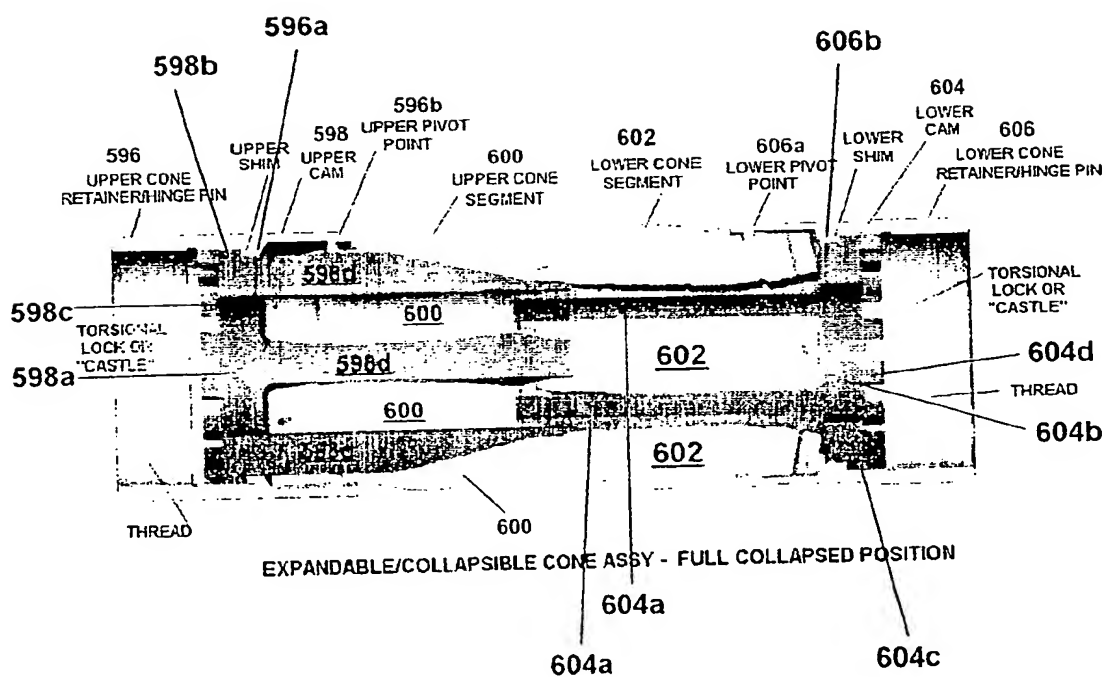 596a
606b
598b
596b
UPPER PIVOT
POINT
604
LOWER
CAM
598
UPPER
CAM
602
LOWER CONE
SEGMENT
606a
LOWER PIVOT
POINT
LOWER
SHIM
606
LOWER CONE
RETAINER/HINGE PIN
596
UPPER CONE
RETAINER/HINGE PIN
UPPER
SHIM
600
UPPER CONE
SEGMENT
598d
TORSIONAL
LOCK OR
"CASTLE"
598c
600
TORSIONAL
LOCK OR
"CASTLE"
598d
602
604d
598a
THREAD
600
604b
598d
602
THREAD
600
EXPANDABLE/COLLAPSIBLE CONE ASSY - FULL COLLAPSED POSITION
604a
604a
604c